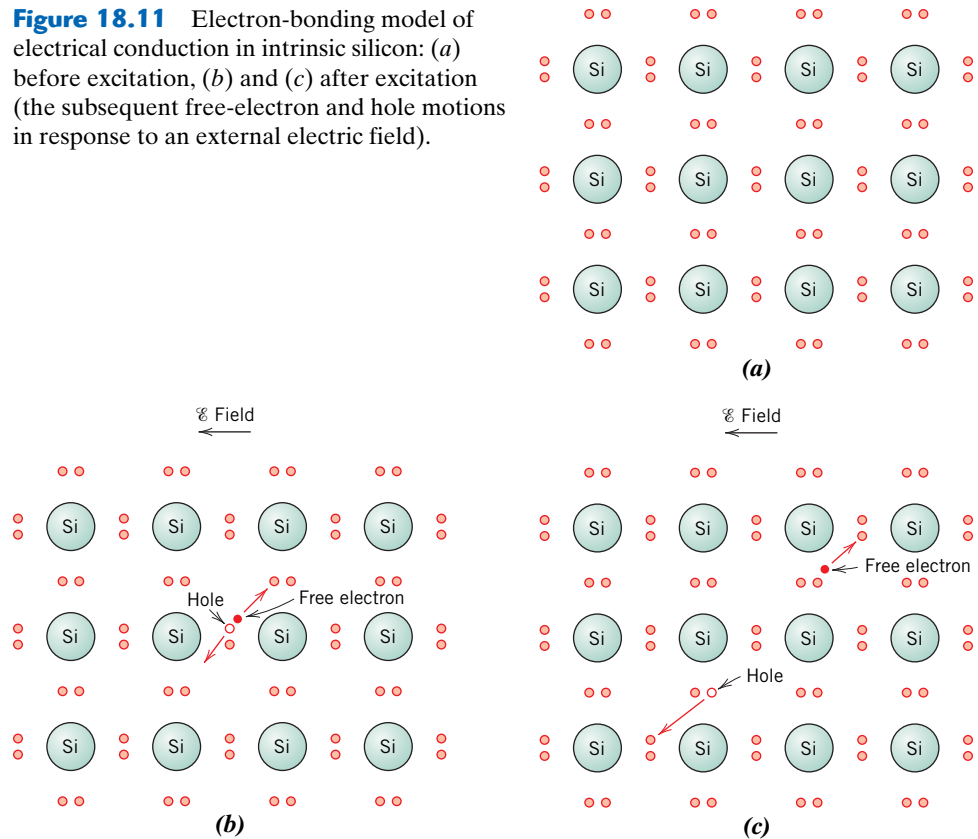 Figure 18.11 Electron-bonding model of
electrical conduction in intrinsic silicon: (a)
before excitation, (b) and (c) after excitation
(the subsequent free-electron and hole motions
in response to an external electric field).
Si Si Si Si
Si Si Si Si
Si Si Si Si
(a)
ℰ Field
Si Si Si Si
Hole
Free electron
Si Si Si Si
Si Si Si Si
(b)
ℰ Field
Si Si Si Si
Free electron
Si Si Si Si
Hole
Si Si Si Si
(c)